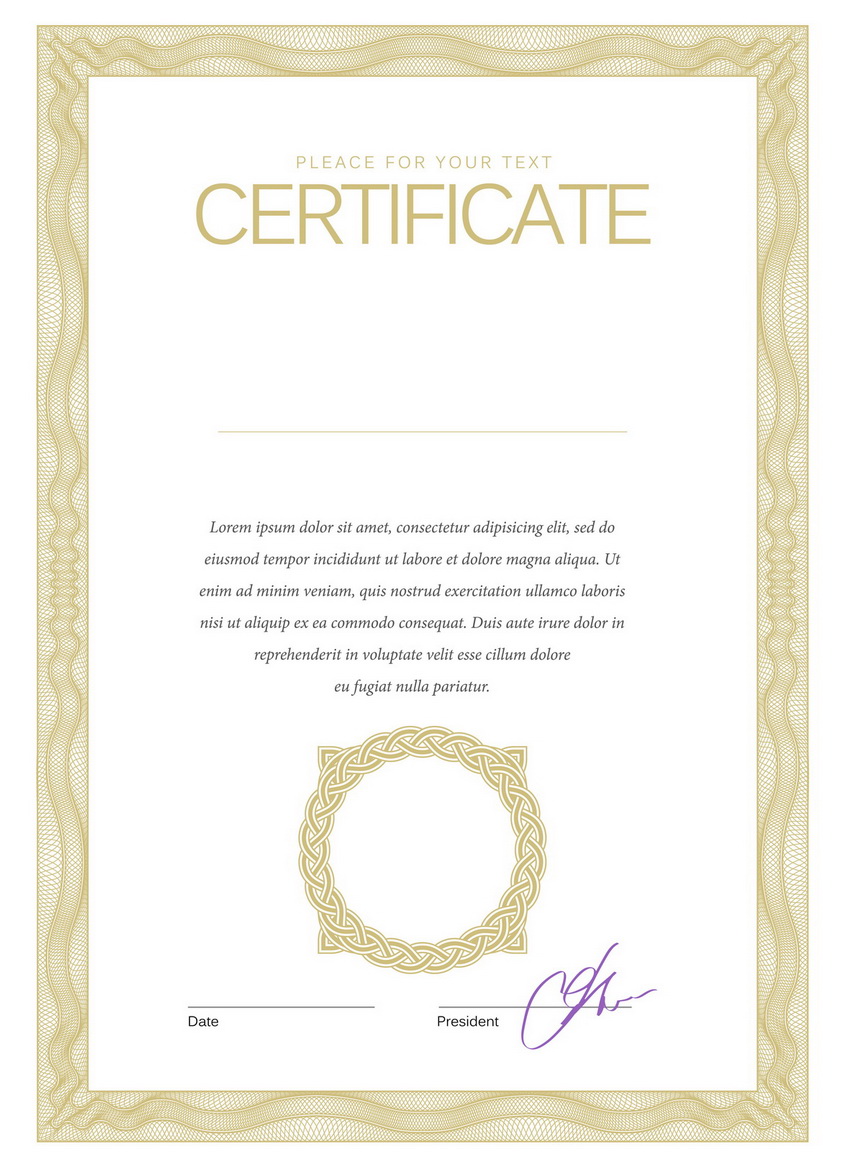 PLEACE FOR YOUR TEXT
CERTIFICATE
Lorem ipsum dolor sit amet, consectetur adipisicing elit, sed do
eiusmod tempor incididunt ut labore et dolore magna aliqua. Ut
enim ad minim veniam, quis nostrud exercitation ullamco laboris
nisi ut aliquip ex ea commodo consequat. Duis aute irure dolor in
reprehenderit in voluptate velit esse cillum dolore
eu fugiat nulla pariatur.
Date
President